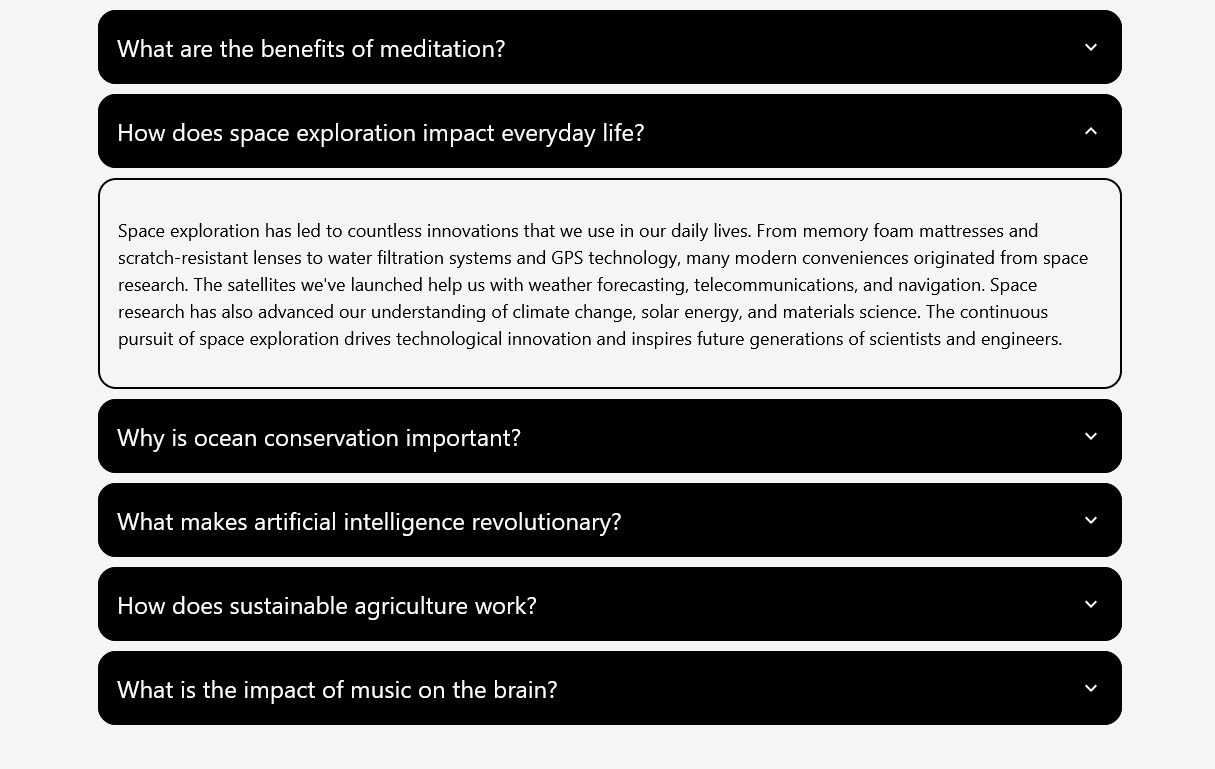 What are the benefits of meditation?
How does space exploration impact everyday life?
Space exploration has led to countless innovations that we use in our daily lives. From memory foam mattresses and
scratch-resistant lenses to water filtration systems and GPS technology, many modern conveniences originated from space
research. The satellites we've launched help us with weather forecasting, telecommunications, and navigation. Space
research has also advanced our understanding of climate change, solar energy, and materials science. The continuous
pursuit of space exploration drives technological innovation and inspires future generations of scientists and engineers.
Why is ocean conservation important?
What makes artificial intelligence revolutionary?
How does sustainable agriculture work?
What is the impact of music on the brain?